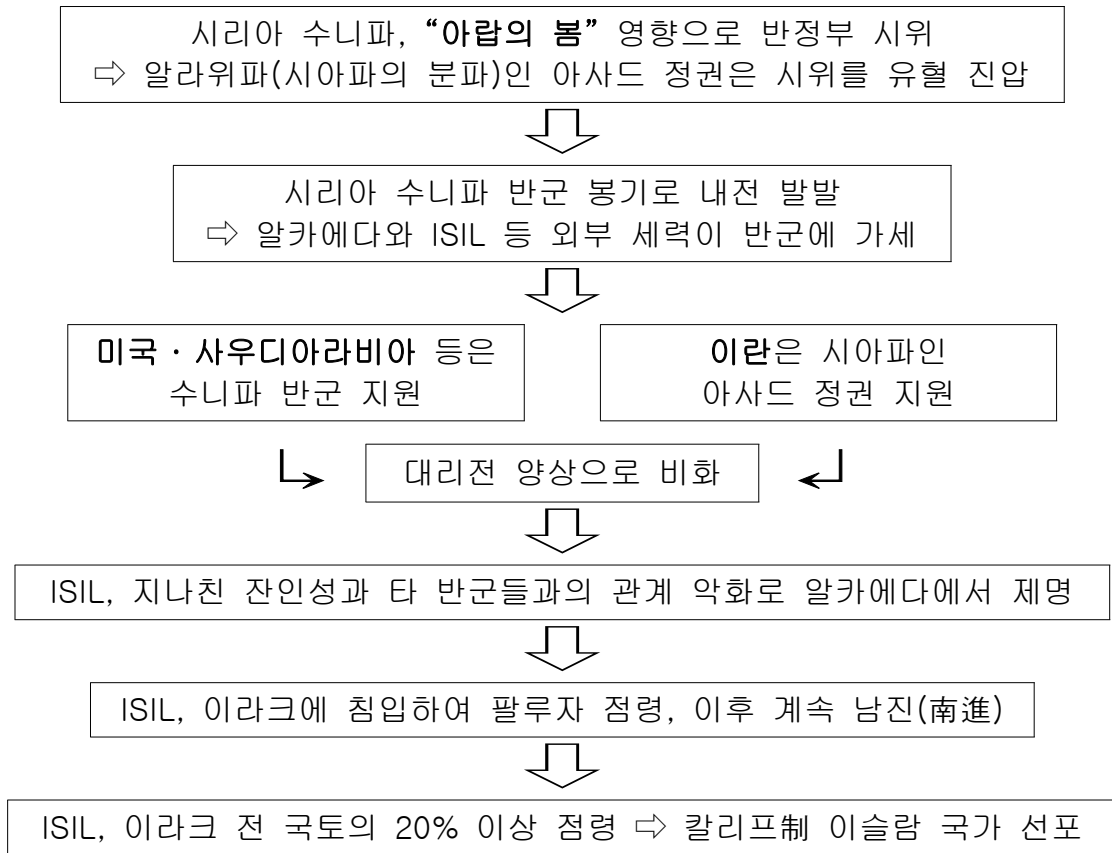 시리아 수니파, “아랍의 봄” 영향으로 반정부 시위
⇨ 알라위파(시아파의 분파)인 아사드 정권은 시위를 유혈 진압
시리아 수니파 반군 봉기로 내전 발발
⇨ 알카에다와 ISIL 등 외부 세력이 반군에 가세
미국 · 사우디아라비아 등은
수니파 반군 지원
이란은 시아파인
아사드 정권 지원
대리전 양상으로 비화
ISIL, 지나친 잔인성과 타 반군들과의 관계 악화로 알카에다에서 제명
ISIL, 이라크에 침입하여 팔루자 점령, 이후 계속 남진(南進)
ISIL, 이라크 전 국토의 20% 이상 점령 ⇨ 칼리프制 이슬람 국가 선포